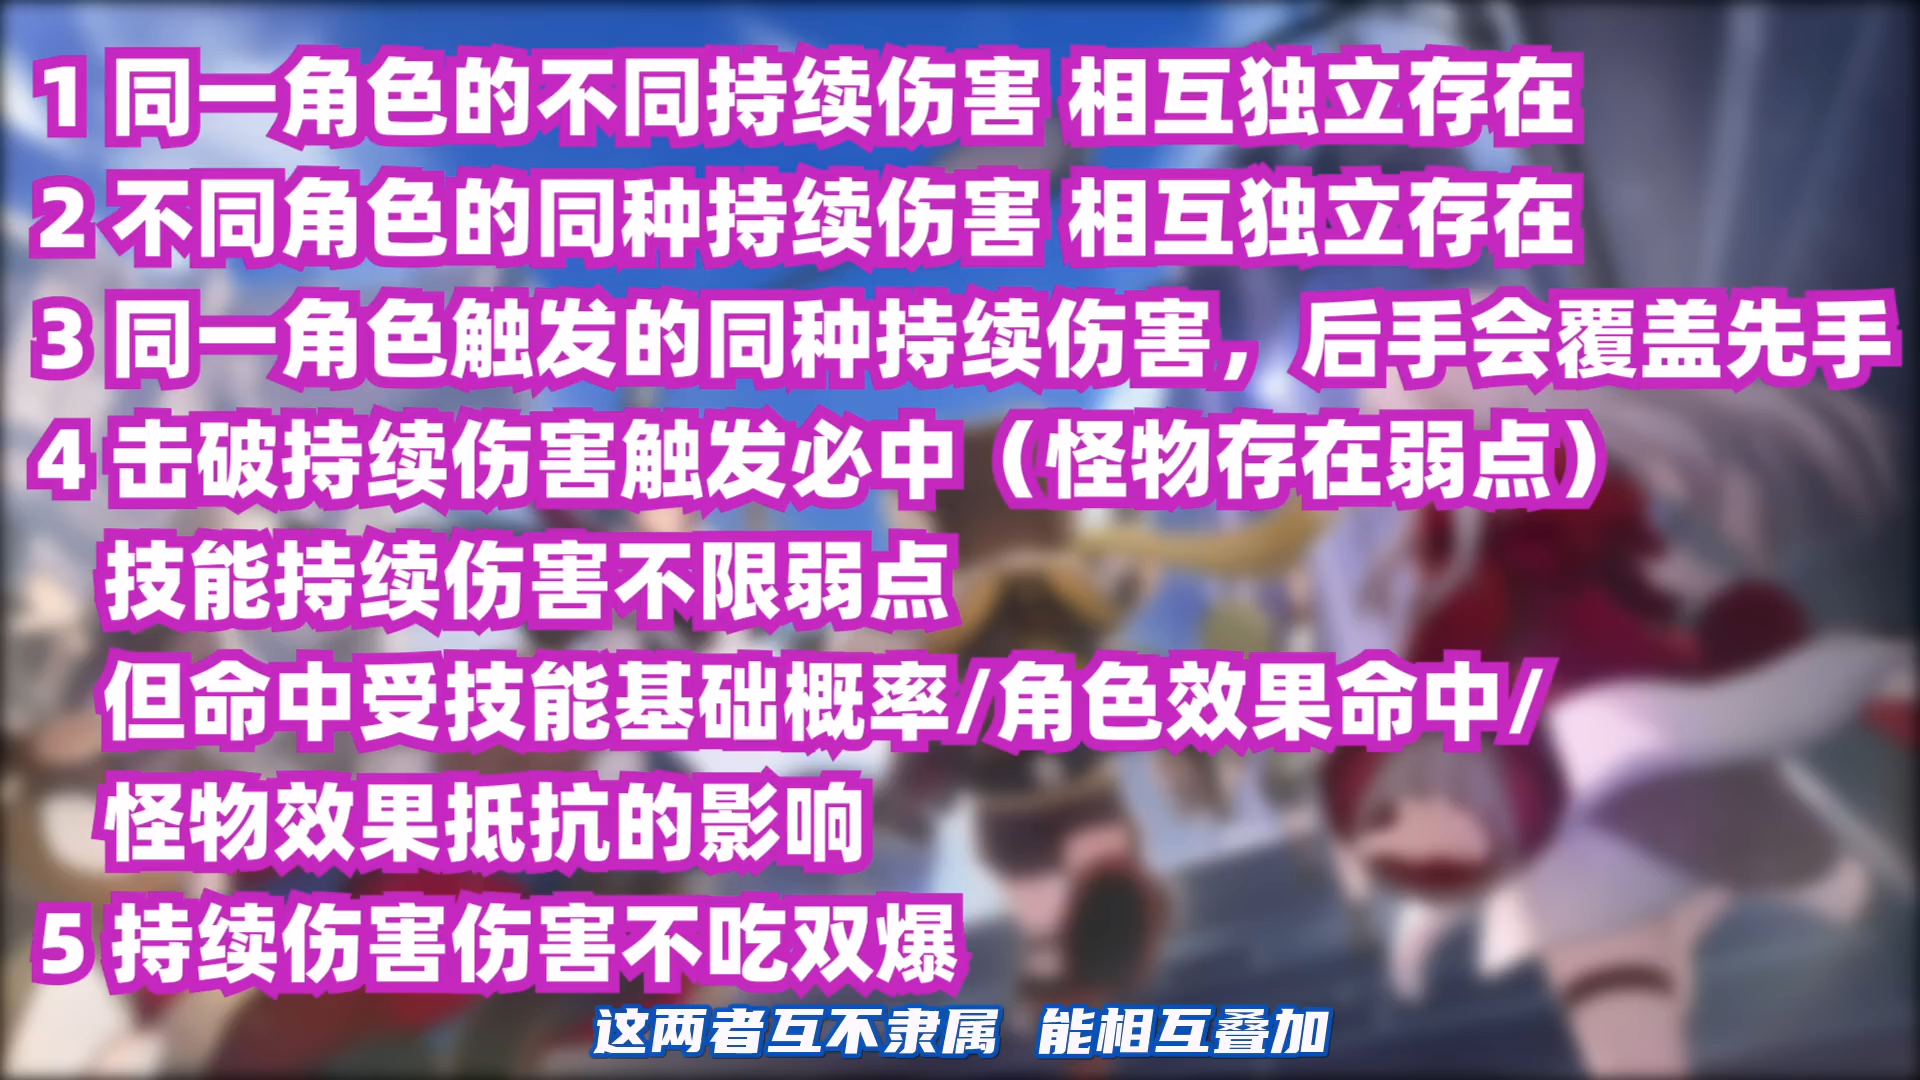 1 同一角色的不同持续伤害 相互独立存在
2 不同角色的同种持续伤害 相互独立存在
3 同一角色触发的同种持续伤害，后手会覆盖先手
4 击破持续伤害触发必中（怪物存在弱点）
技能持续伤害不限弱点
但命中受技能基础概率/角色效果命中/
怪物效果抵抗的影响
5 持续伤害伤害不吃双爆
这两者互不隶属 能相互叠加